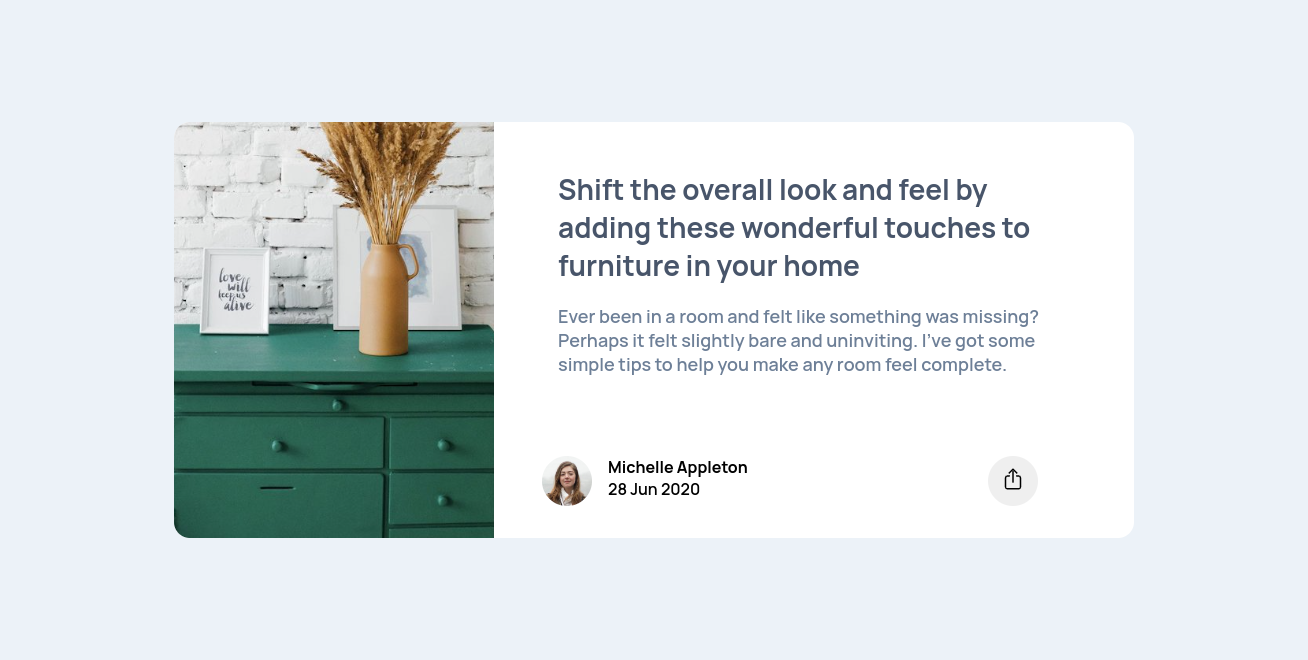 love
will
keep us
alive
Shift the overall look and feel by
adding these wonderful touches to
furniture in your home
Ever been in a room and felt like something was missing?
Perhaps it felt slightly bare and uninviting. I’ve got some
simple tips to help you make any room feel complete.
Michelle Appleton
28 Jun 2020